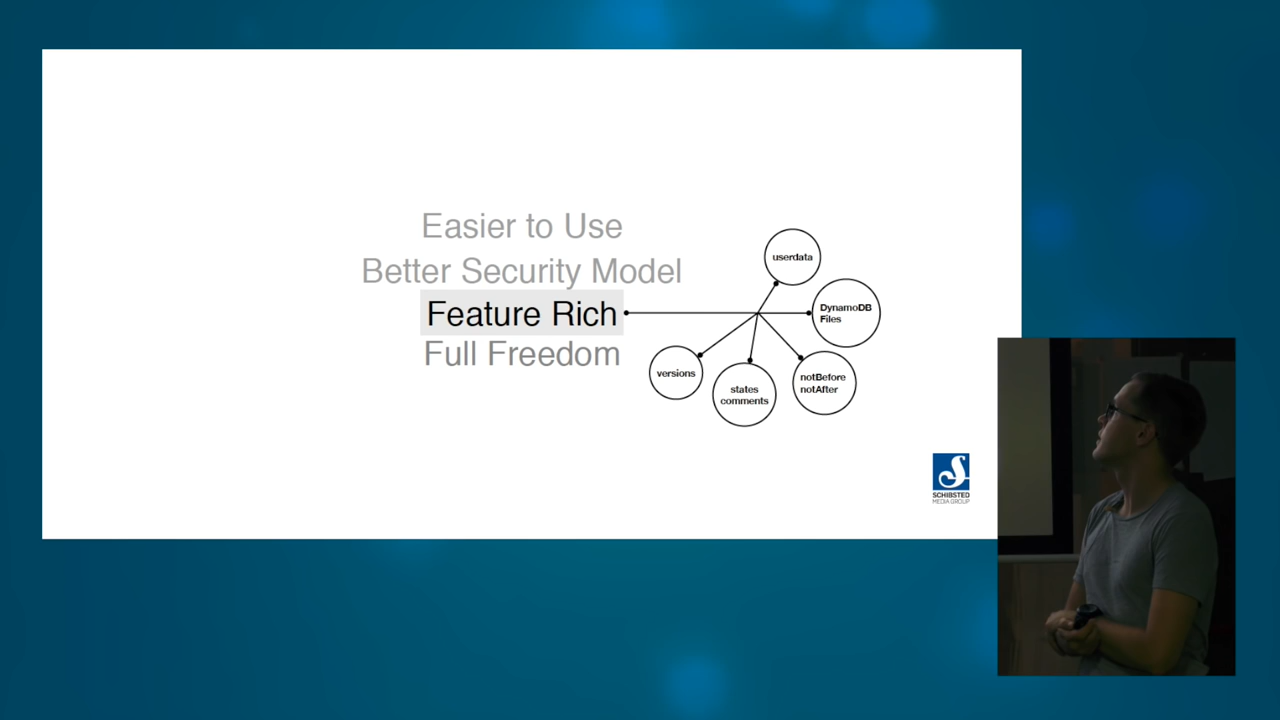 Easier to Use
Better Security Model
Feature Rich
Full Freedom
userdata
DynamoDB
Files
notBefore
notAfter
states
comments
versions
SCHIBSTED
MEDIA GROUP